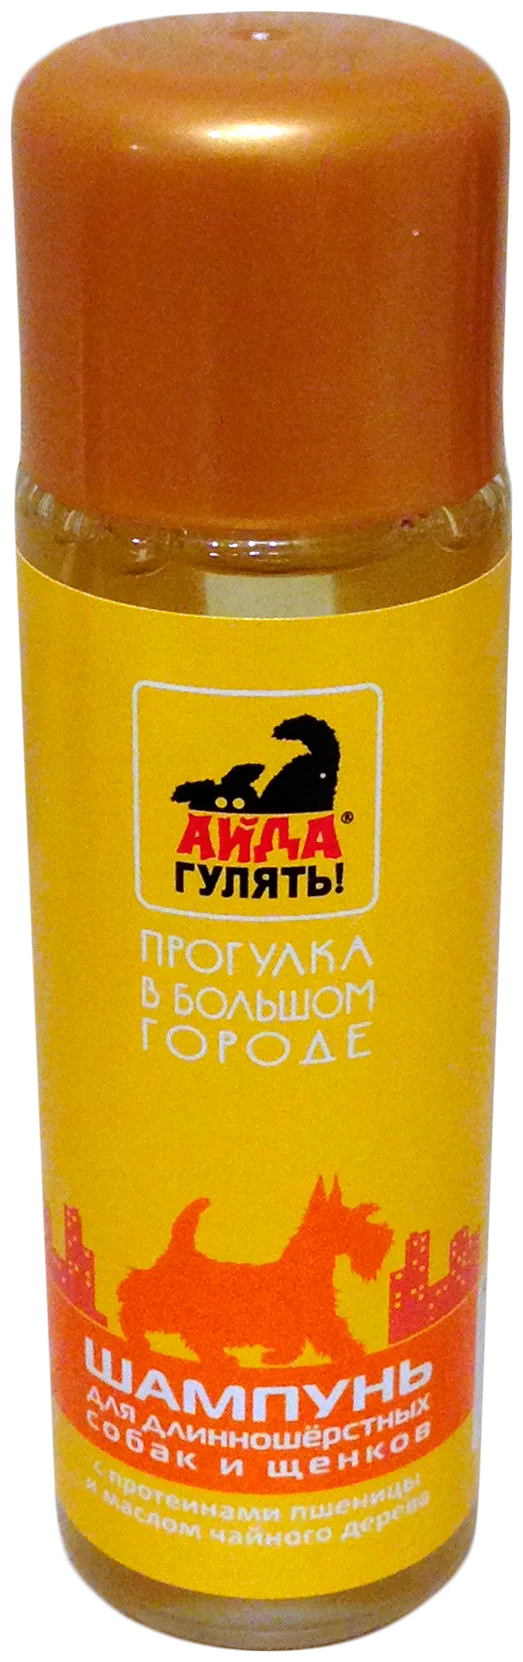 АЙДА®
ГУЛЯТЬ!
ПРОГУЛКА
В БОЛЬШОМ
ГОРОДЕ
ШАМПУНЬ
для длинношёрстных
собак и щенков
с протеинами пшеницы
и маслом чайного дерева